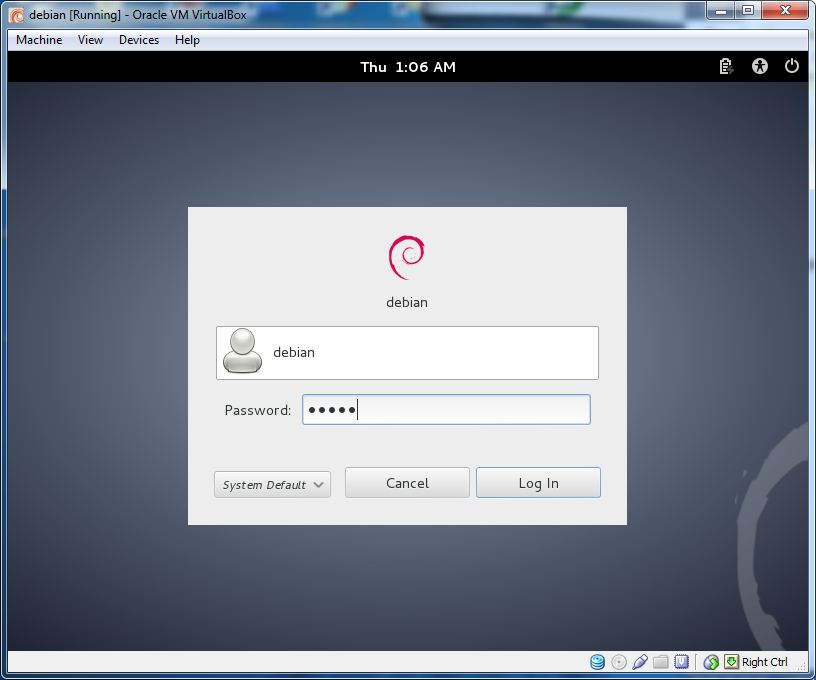 debian [Running] - Oracle VM VirtualBox
Machine View Devices Help
Thu 1:06 AM
debian
debian
Password: •••••
System Default Cancel Log In
Right Ctrl